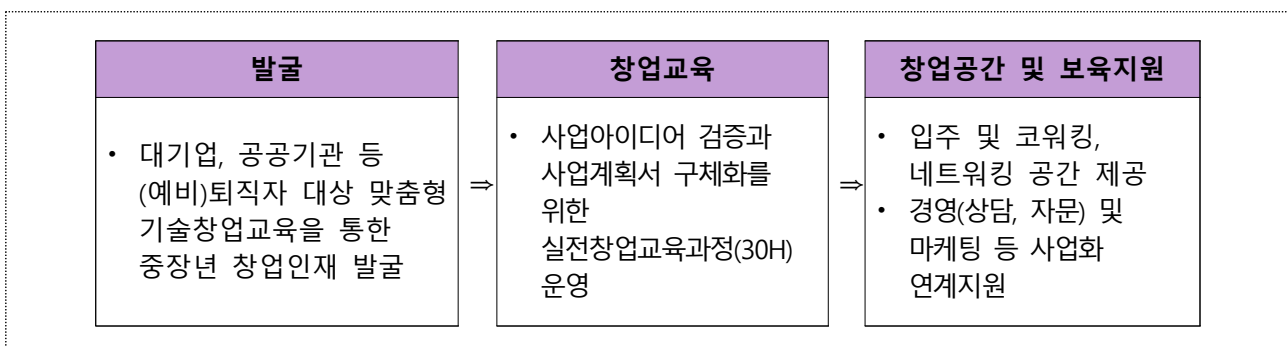 발굴
• 대기업, 공공기관 등
(예비)퇴직자 대상 맞춤형
기술창업교육을 통한
중장년 창업인재 발굴
⇒
창업교육
• 사업아이디어 검증과
사업계획서 구체화를
위한
실전창업교육과정(30H)
운영
⇒
창업공간 및 보육지원
• 입주 및 코워킹,
네트워킹 공간 제공
• 경영(상담, 자문) 및
마케팅 등 사업화
연계지원